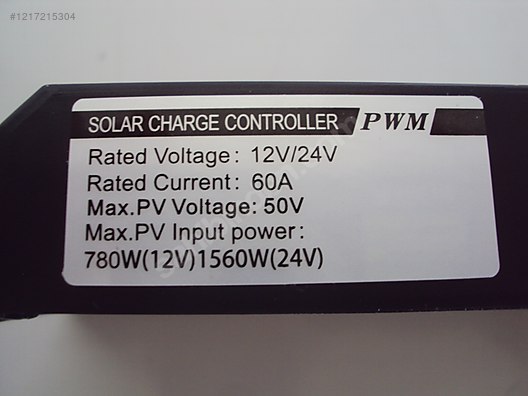 #1217215304
SOLAR CHARGE CONTROLLER PWM
Rated Voltage: 12V/24V
Rated Current: 60A
Max.PV Voltage: 50V
Max.PV Input power:
780W(12V)1560W(24V)